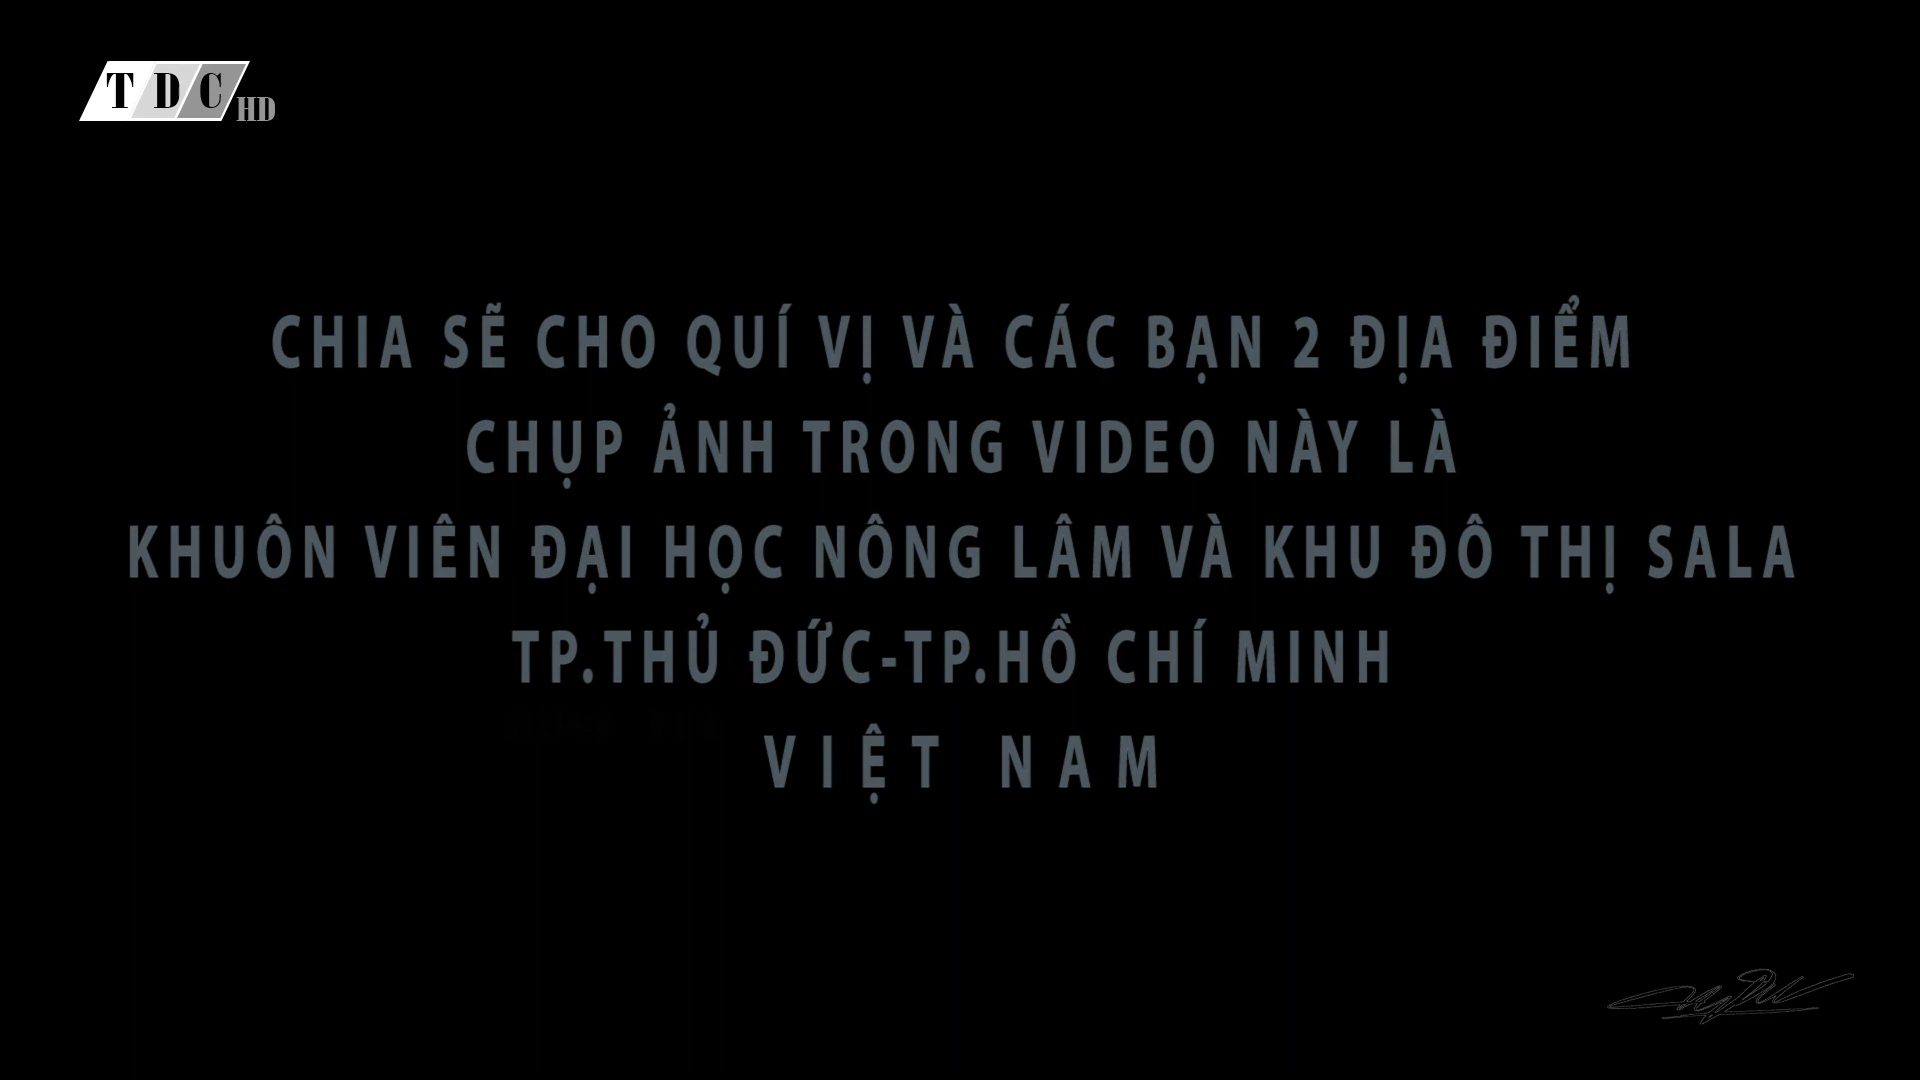 TDC HD
CHIA SẼ CHO QUÍ VỊ VÀ CÁC BẠN 2 ĐỊA ĐIỂM
CHỤP ẢNH TRONG VIDEO NÀY LÀ
KHUÔN VIÊN ĐẠI HỌC NÔNG LÂM VÀ KHU ĐÔ THỊ SALA
TP.THỦ ĐỨC-TP.HỒ CHÍ MINH
VIỆT NAM